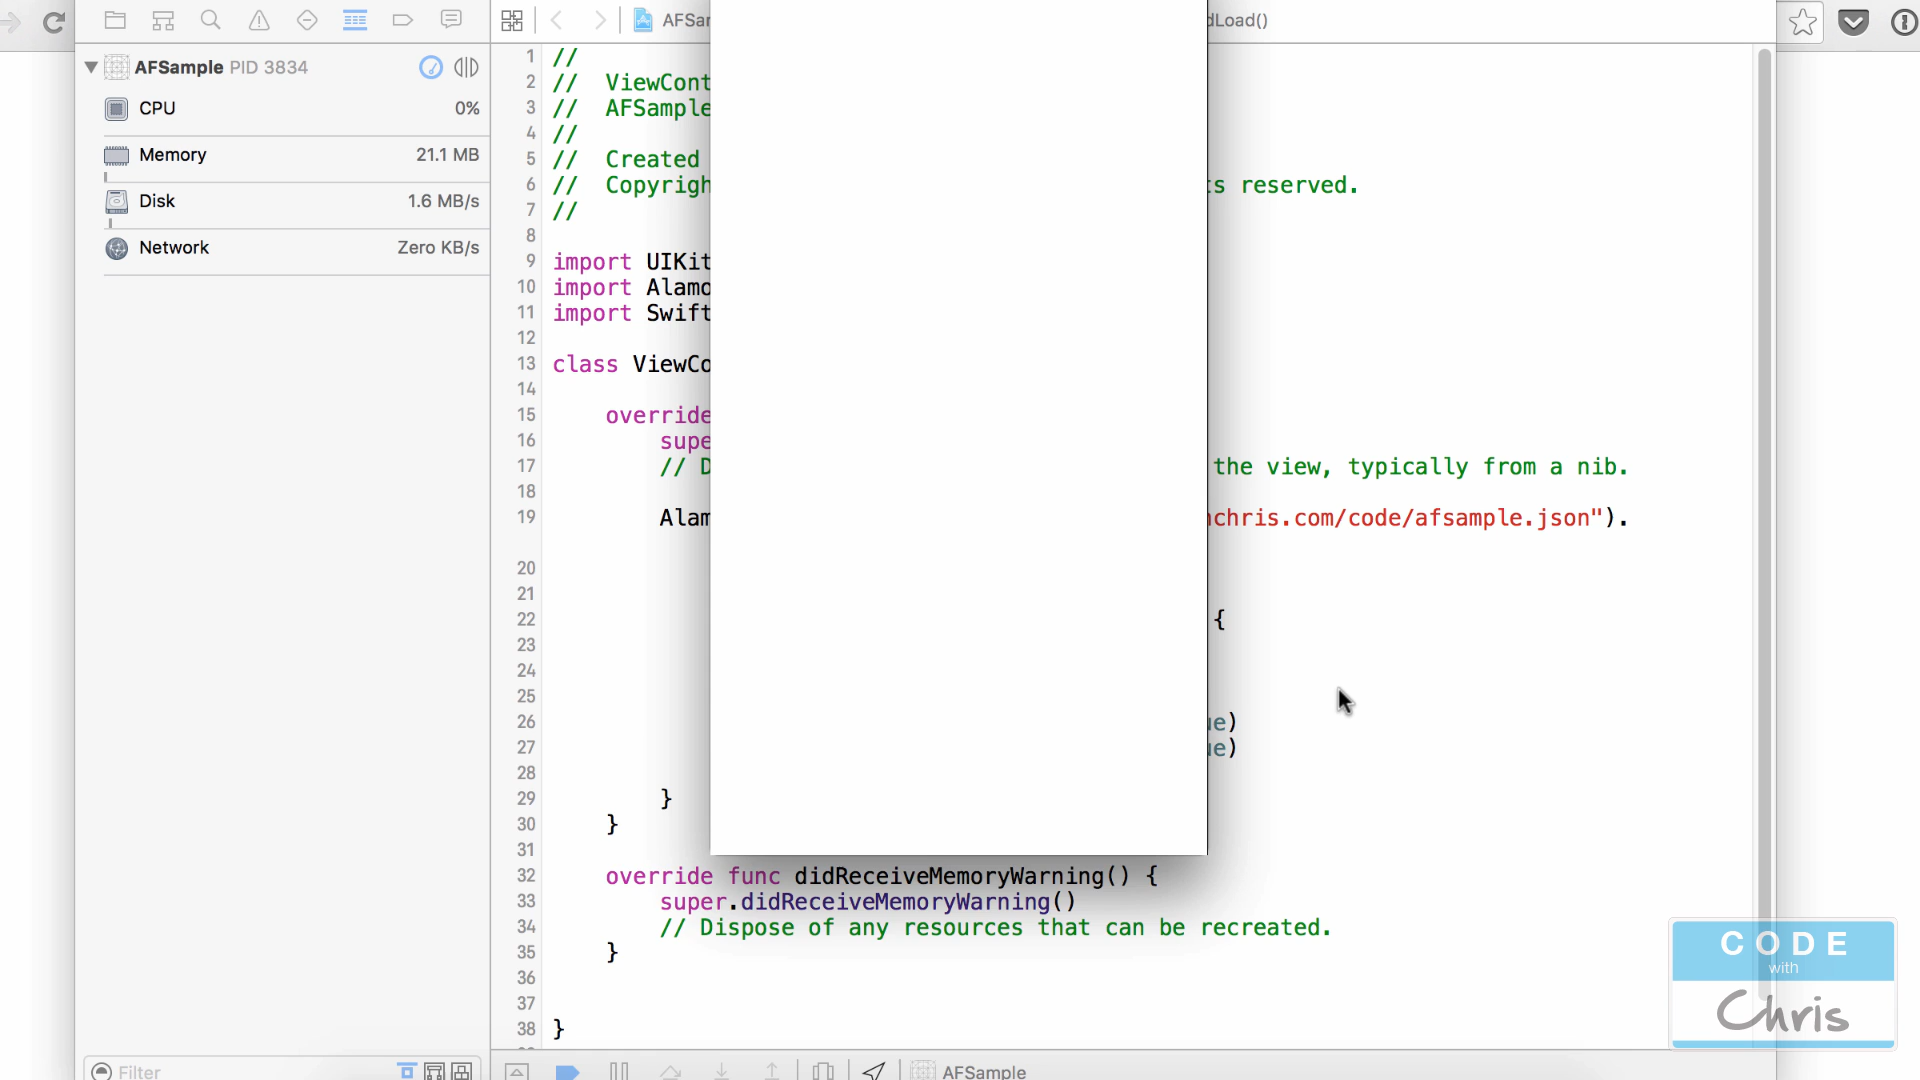 AFSample PID 3834
CPU 0%
Memory 21.1 MB
Disk 1.6 MB/s
Network Zero KB/s
Filter
AFSar
dLoad()
1 //
2 // ViewCont
3 // AFSample
4 //
5 // Created
6 // Copyrigh ts reserved.
7 //
8
9 import UIKit
10 import Alamo
11 import Swift
12
13 class ViewCo
14
15 override
16 supe
17 // D the view, typically from a nib.
18
19 Alam chris.com/code/afsample.json").
20
21
22 {
23
24
25
26 ue)
27 ue)
28
29 }
30 }
31
32 override func didReceiveMemoryWarning() {
33 super.didReceiveMemoryWarning()
34 // Dispose of any resources that can be recreated.
35 }
36
37
38 }
AFSample
CODE
with
Chris